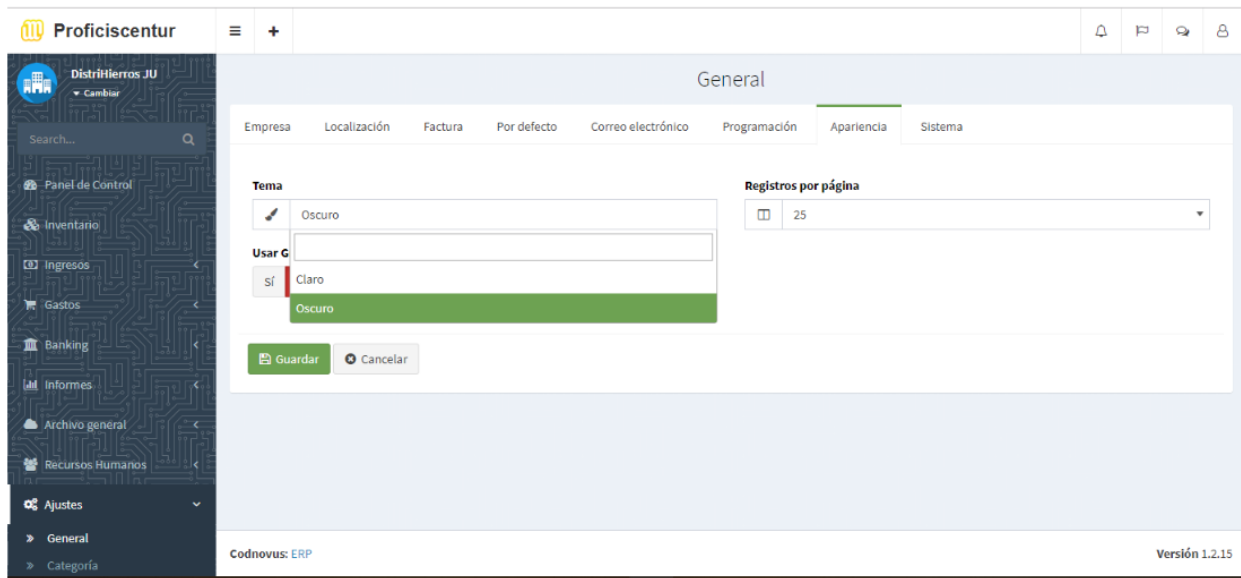 Proficiscentur
DistriHierros JU
Cambiar
Search...
Panel de Control
Inventario
Ingresos
Gastos
Banking
Informes
Archivo general
Recursos Humanos
Ajustes
General
Categoría
General
Empresa Localización Factura Por defecto Correo electrónico Programación Apariencia Sistema
Tema Registros por página
Oscuro 25
Usar G
Sí
Claro
Oscuro
Guardar Cancelar
Codnovus: ERP Versión 1.2.15